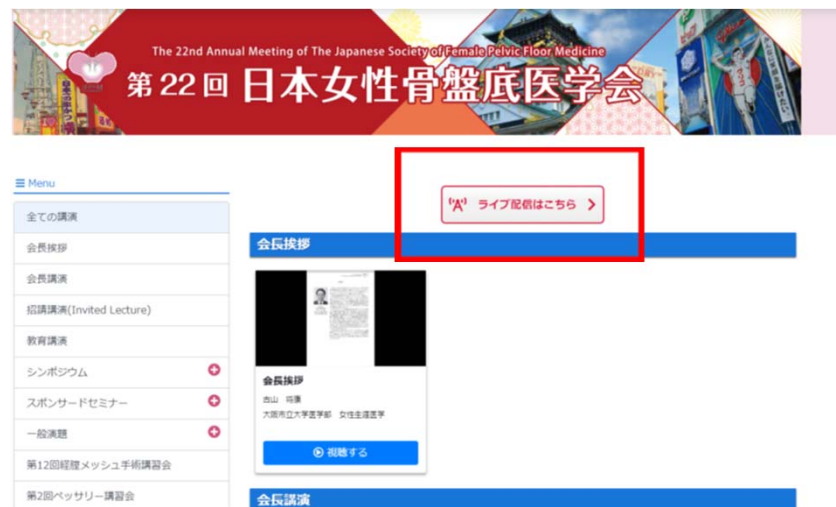 The 22nd Annual Meeting of The Japanese Society of Female Pelvic Floor Medicine
第22回 日本女性骨盤底医学会
Menu
全ての講演
会長挨拶
会長講演
招請講演(Invited Lecture)
教育講演
シンポジウム
スポンサードセミナー
一般演題
第12回経腟メッシュ手術講習会
第2回ペッサリー講習会
ライブ配信はこちら
会長挨拶
会長挨拶
古山 将康
大阪市立大学医学部 女性生涯医学
視聴する
会長講演